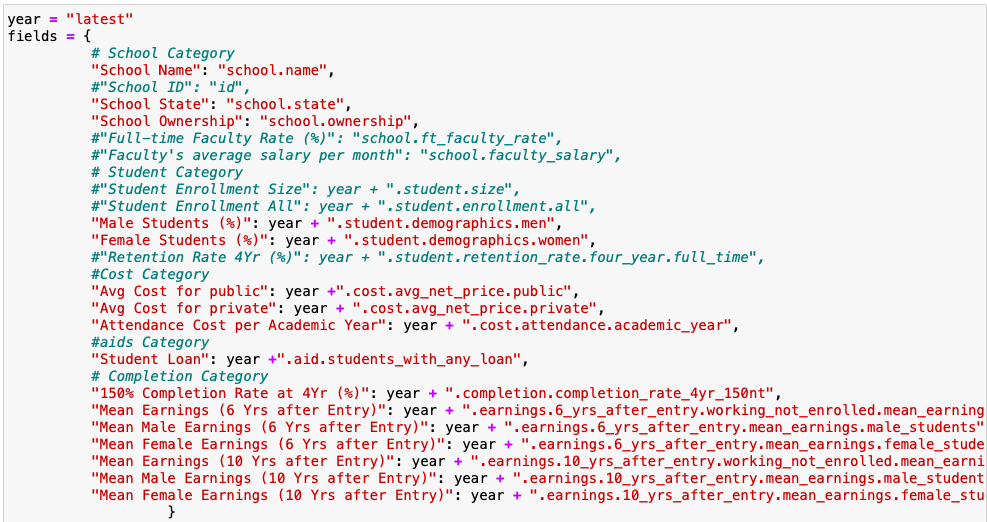 year = "latest"
fields = {
# School Category
"School Name": "school.name",
#"School ID": "id",
"School State": "school.state",
"School Ownership": "school.ownership",
#"Full-time Faculty Rate (%)": "school.ft_faculty_rate",
#"Faculty's average salary per month": "school.faculty_salary",
# Student Category
#"Student Enrollment Size": year + ".student.size",
#"Student Enrollment All": year + ".student.enrollment.all",
"Male Students (%)": year + ".student.demographics.men",
"Female Students (%)": year + ".student.demographics.women",
#"Retention Rate 4Yr (%)": year + ".student.retention_rate.four_year.full_time",
#Cost Category
"Avg Cost for public": year +".cost.avg_net_price.public",
"Avg Cost for private": year + ".cost.avg_net_price.private",
"Attendance Cost per Academic Year": year + ".cost.attendance.academic_year",
#aids Category
"Student Loan": year +".aid.students_with_any_loan",
# Completion Category
"150% Completion Rate at 4Yr (%)": year + ".completion.completion_rate_4yr_150nt",
"Mean Earnings (6 Yrs after Entry)": year + ".earnings.6_yrs_after_entry.working_not_enrolled.mean_earning
"Mean Male Earnings (6 Yrs after Entry)": year + ".earnings.6_yrs_after_entry.mean_earnings.male_students"
"Mean Female Earnings (6 Yrs after Entry)": year + ".earnings.6_yrs_after_entry.mean_earnings.female_stude
"Mean Earnings (10 Yrs after Entry)": year + ".earnings.10_yrs_after_entry.working_not_enrolled.mean_earni
"Mean Male Earnings (10 Yrs after Entry)": year + ".earnings.10_yrs_after_entry.mean_earnings.male_student
"Mean Female Earnings (10 Yrs after Entry)": year + ".earnings.10_yrs_after_entry.mean_earnings.female_stu
}